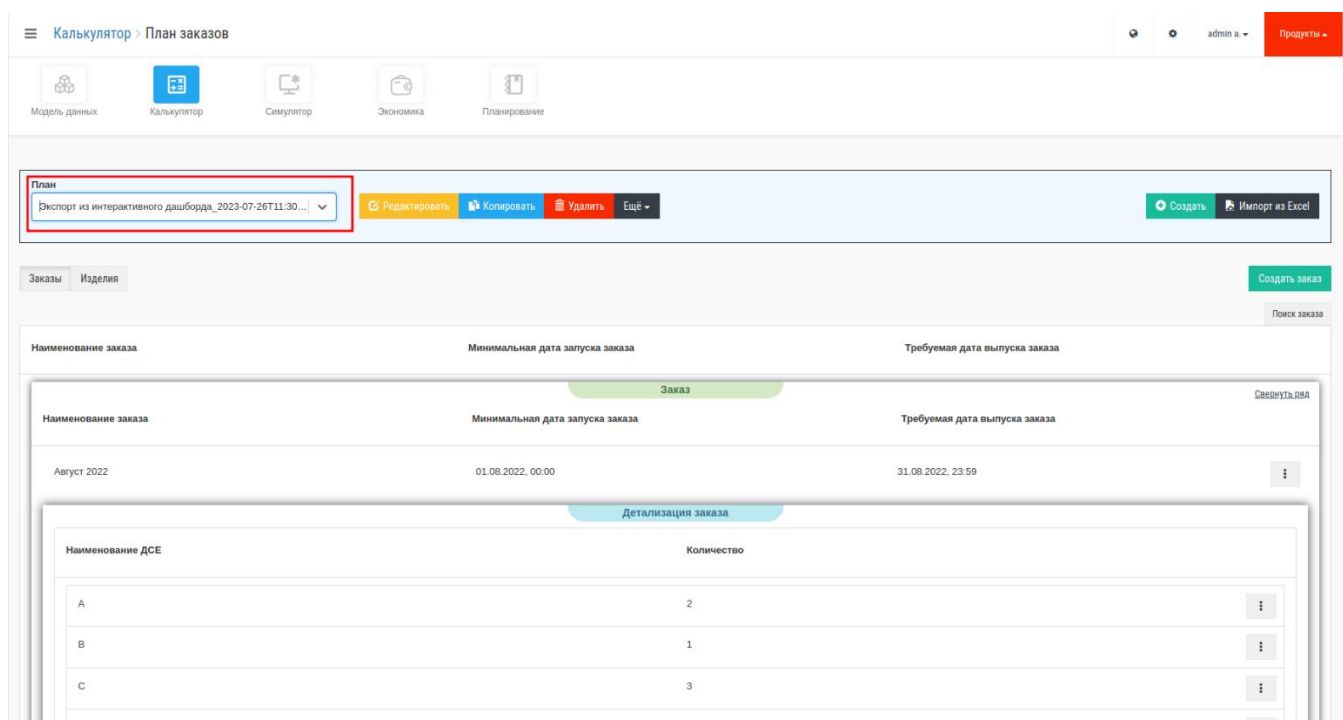 Калькулятор > План заказов
admin a.
Продукты
Модель данных
Калькулятор
Симулятор
Экономика
Планирование
План
Экспорт из интерактивного дашборда_2023-07-26T11:30...
Редактировать
Копировать
Удалить
Ещё
Создать
Импорт из Excel
Заказы
Изделия
Создать заказ
Поиск заказа
Наименование заказа
Минимальная дата запуска заказа
Требуемая дата выпуска заказа
Заказ
Свернуть ряд
Наименование заказа
Минимальная дата запуска заказа
Требуемая дата выпуска заказа
Август 2022
01.08.2022, 00:00
31.08.2022, 23:59
Детализация заказа
Наименование ДСЕ
Количество
A
2
B
1
C
3